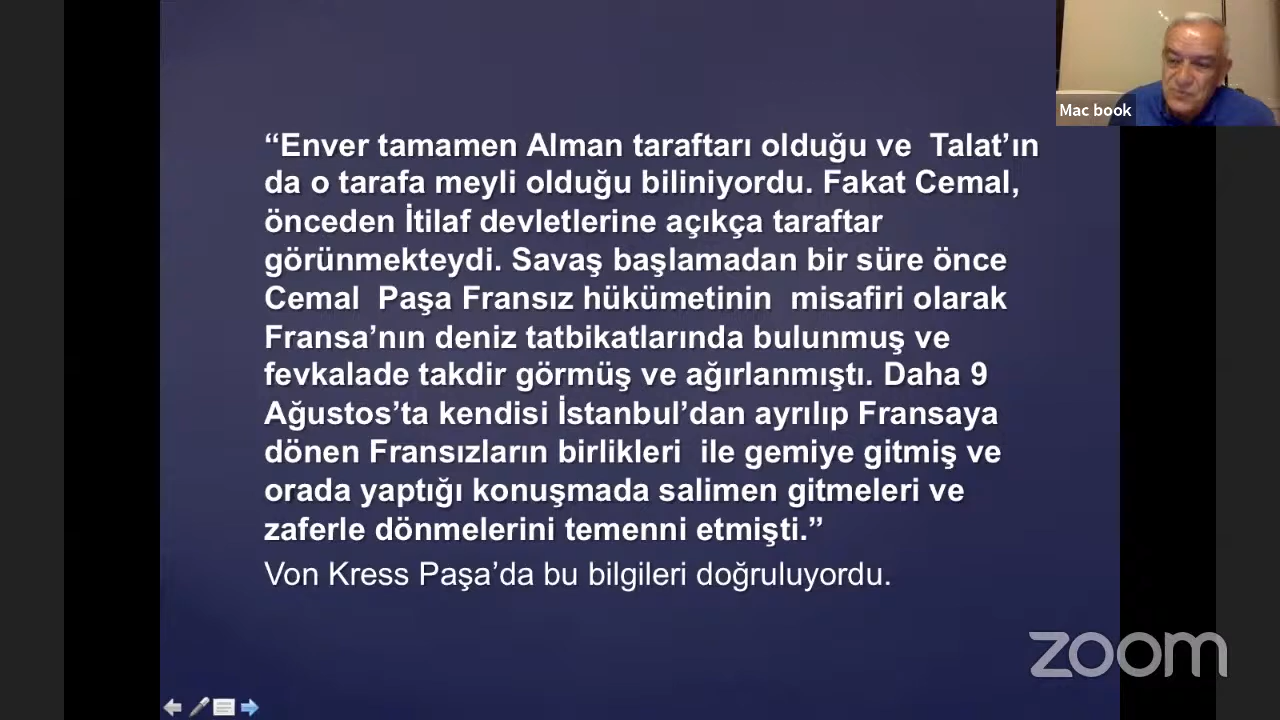 “Enver tamamen Alman taraftarı olduğu ve  Talat’ın
da o tarafa meyli olduğu biliniyordu. Fakat Cemal,
önceden İtilaf devletlerine açıkça taraftar
görünmekteydi. Savaş başlamadan bir süre önce
Cemal  Paşa Fransız hükümetinin  misafiri olarak
Fransa’nın deniz tatbikatlarında bulunmuş ve
fevkalade takdir görmüş ve ağırlanmıştı. Daha 9
Ağustos’ta kendisi İstanbul’dan ayrılıp Fransaya
dönen Fransızların birlikleri  ile gemiye gitmiş ve
orada yaptığı konuşmada salimen gitmeleri ve
zaferle dönmelerini temenni etmişti.”
Von Kress Paşa’da bu bilgileri doğruluyordu.
Mac book
zoom